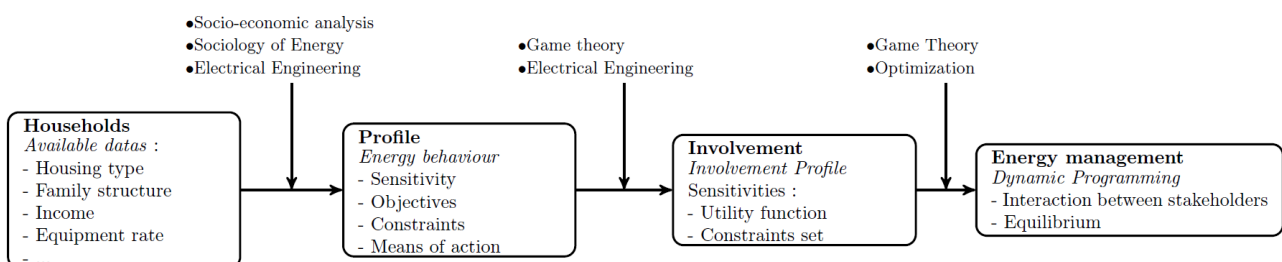 ●Socio-economic analysis
●Sociology of Energy
●Electrical Engineering
●Game theory
●Electrical Engineering
●Game Theory
●Optimization
Households
Available datas :
- Housing type
- Family structure
- Income
- Equipment rate
- ...
Profile
Energy behaviour
- Sensitivity
- Objectives
- Constraints
- Means of action
Involvement
Involvement Profile
Sensitivities :
- Utility function
- Constraints set
Energy management
Dynamic Programming
- Interaction between stakeholders
- Equilibrium